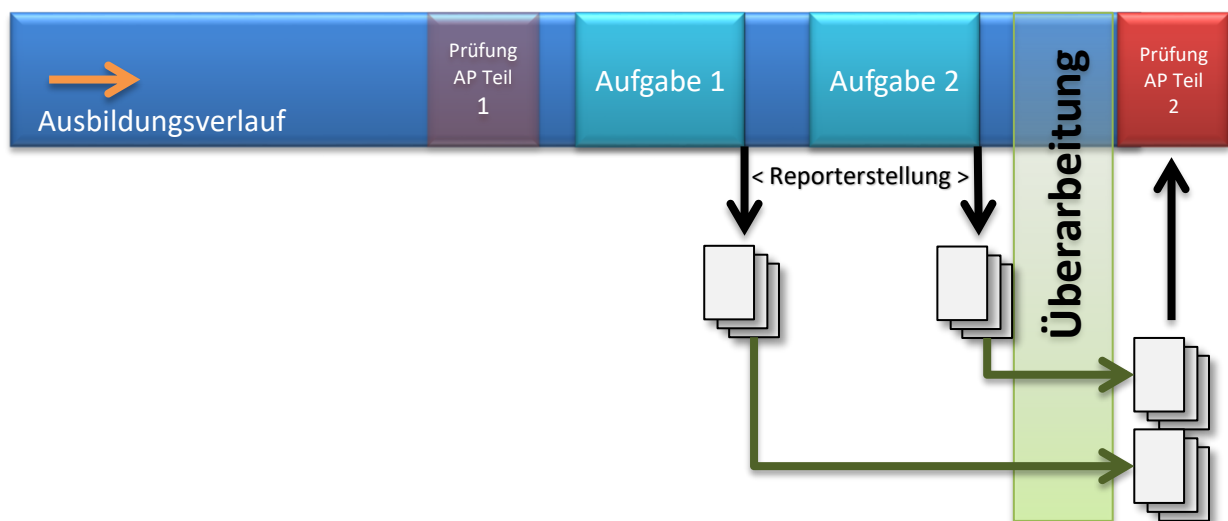 Ausbildungsverlauf
Prüfung
AP Teil
1
Aufgabe 1
Aufgabe 2
Überarbeitung
Prüfung
AP Teil
2
< Reporterstellung >